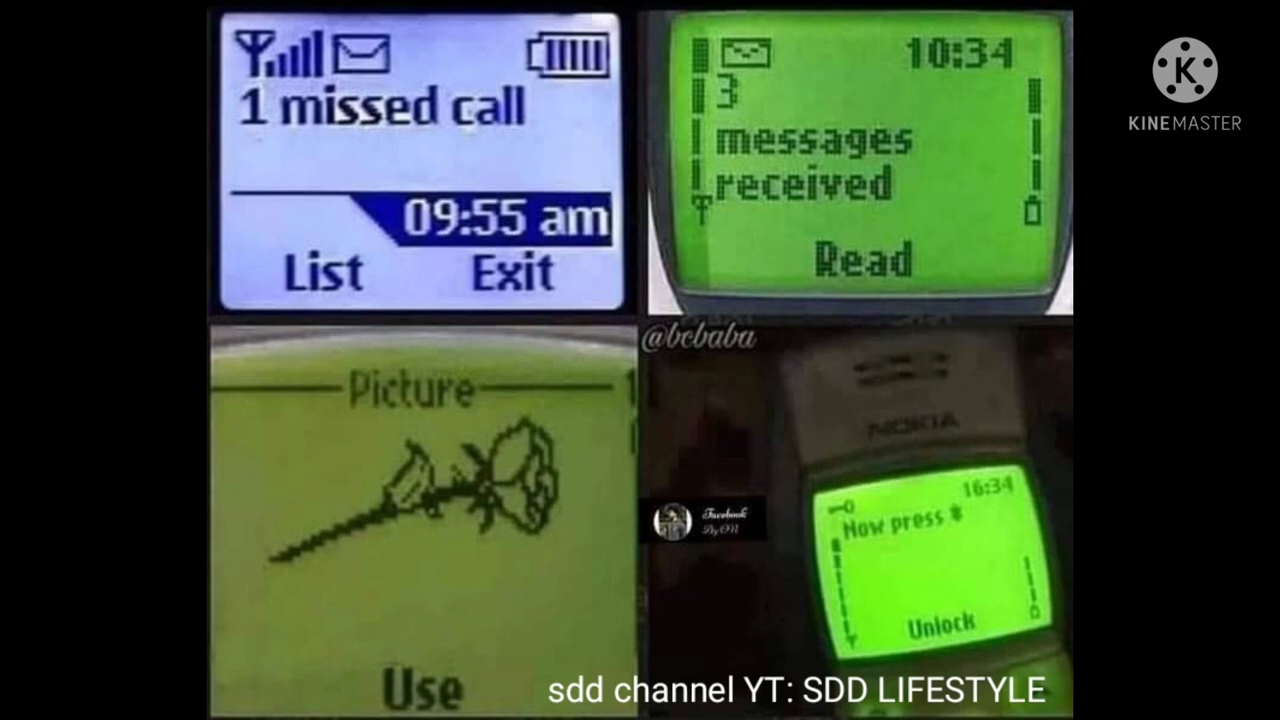 1 missed call
09:55 am
List Exit
10:34
3
messages
received
Read
K
KINEMASTER
Picture
Use
@bcbaba
Facebook
NOKIA
16:34
Now press *
Unlock
sdd channel YT: SDD LIFESTYLE